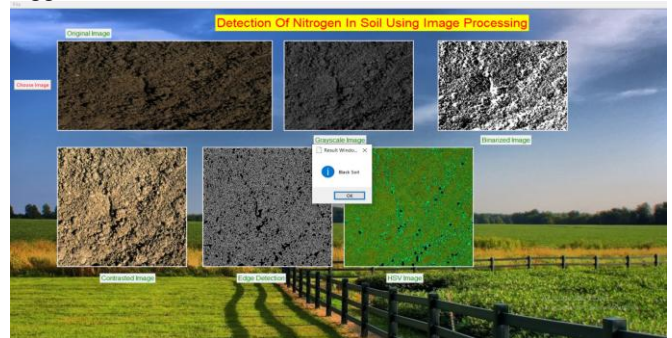 File
Detection Of Nitrogen In Soil Using Image Processing
Original Image
Choose Image
Grayscale Image
Binarized Image
Result Windo...
Black Soil
OK
Contrasted Image
Edge Detection
HSV Image